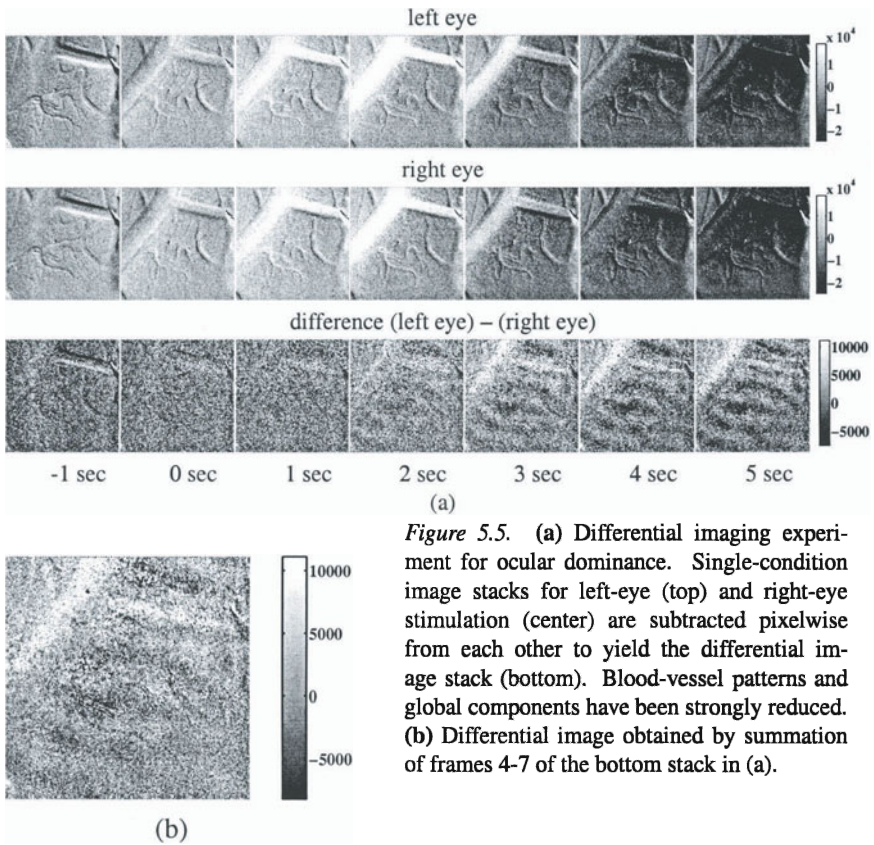 left eye
x 10⁴
1
0
−1
−2
right eye
x 10⁴
1
0
−1
−2
difference (left eye) – (right eye)
10000
5000
0
−5000
-1 sec 0 sec 1 sec 2 sec 3 sec 4 sec 5 sec
(a)
10000
5000
0
−5000
(b)
Figure 5.5. (a) Differential imaging experi-
ment for ocular dominance. Single-condition
image stacks for left-eye (top) and right-eye
stimulation (center) are subtracted pixelwise
from each other to yield the differential im-
age stack (bottom). Blood-vessel patterns and
global components have been strongly reduced.
(b) Differential image obtained by summation
of frames 4-7 of the bottom stack in (a).